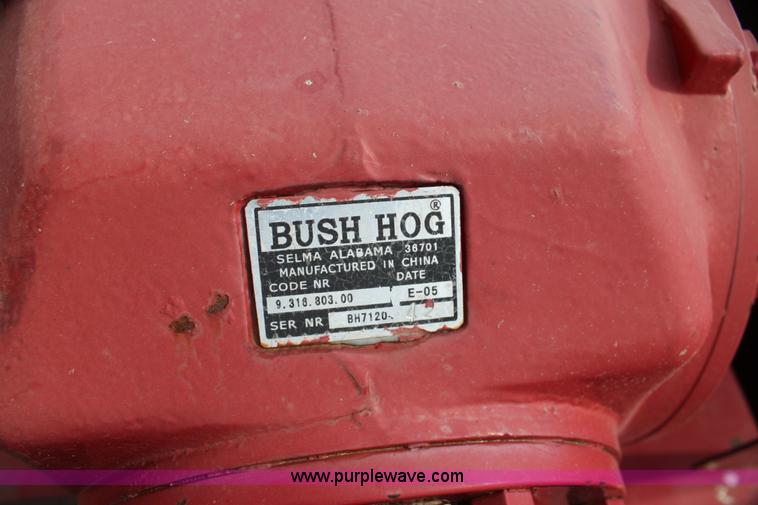 BUSH HOG®
SELMA ALABAMA 36701
MANUFACTURED IN CHINA
CODE NR DATE
9.318.803.00 E-05
SER NR BH7120-
www.purplewave.com